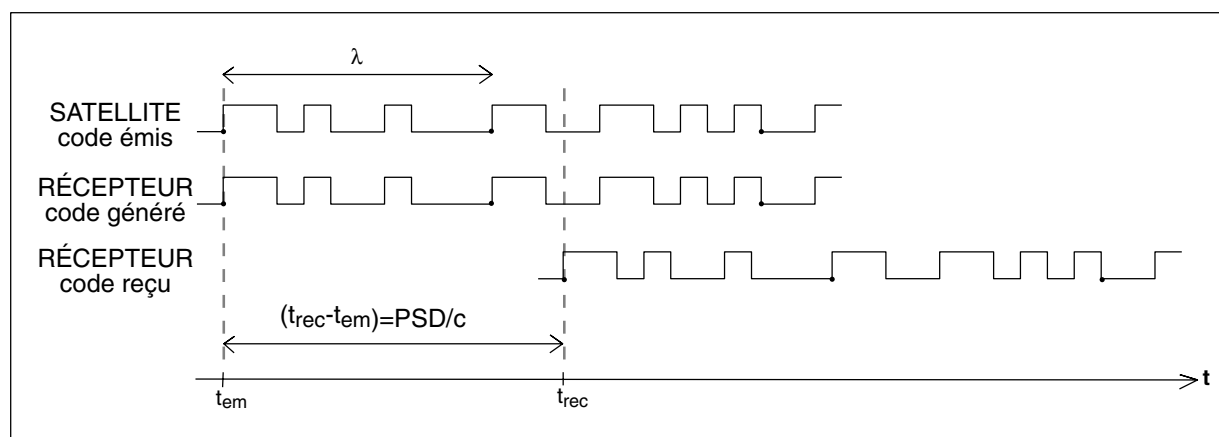 λ
SATELLITE
code émis
RÉCEPTEUR
code généré
RÉCEPTEUR
code reçu
(trec-tem)=PSD/c
tem
trec
t